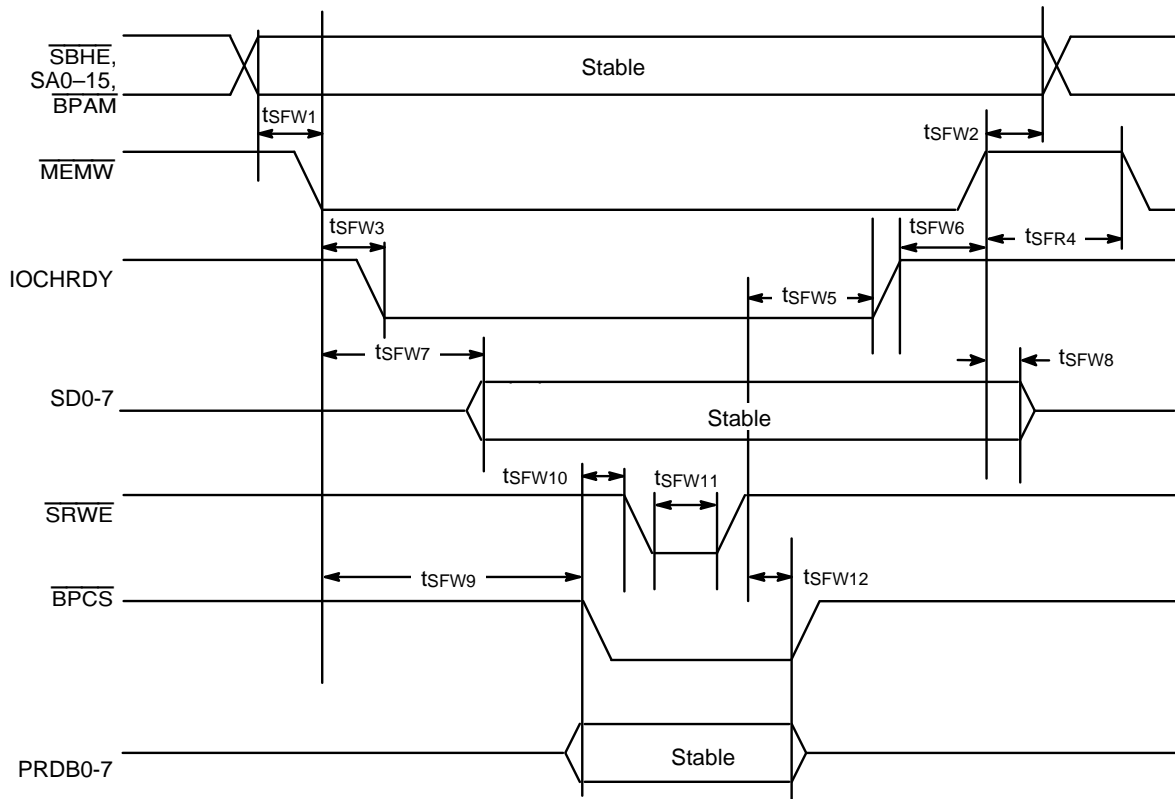 SBHE,
SA0–15,
BPAM
Stable
tSFW1
tSFW2
MEMW
tSFW3
tSFW6
tSFR4
IOCHRDY
tSFW5
tSFW7
tSFW8
SD0-7
Stable
tSFW10
tSFW11
SRWE
tSFW9
tSFW12
BPCS
Stable
PRDB0-7